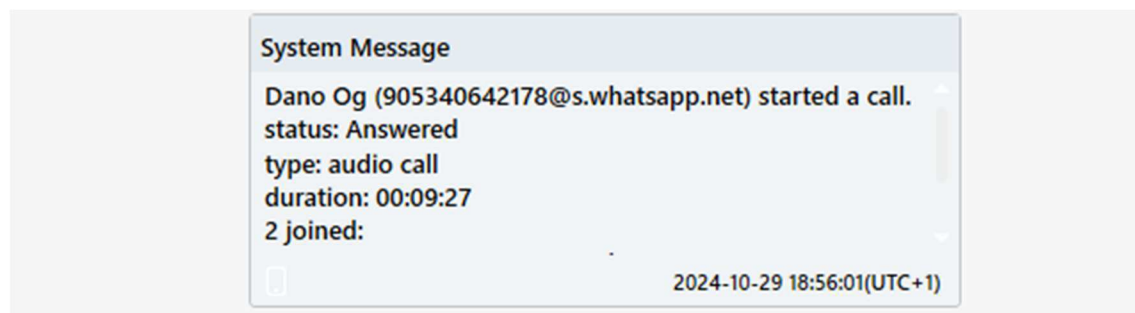 System Message
Dano Og (905340642178@s.whatsapp.net) started a call.
status: Answered
type: audio call
duration: 00:09:27
2 joined:
2024-10-29 18:56:01(UTC+1)